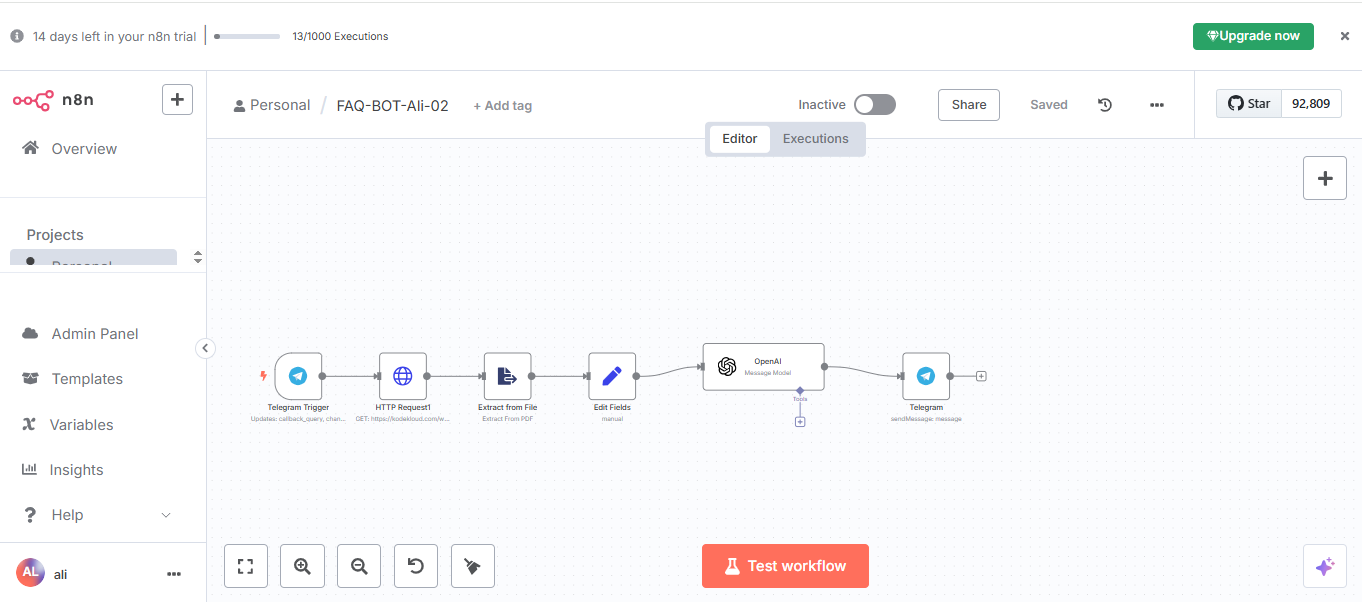 14 days left in your n8n trial
13/1000 Executions
Upgrade now
n8n
Personal / FAQ-BOT-Ali-02 + Add tag
Inactive
Share
Saved
Star 92,809
Editor Executions
Overview
Projects
Personal
Admin Panel
Templates
Variables
Insights
Help
AL ali
Telegram Trigger
Updates: callback_query, chan...
HTTP Request1
GET: https://kodekloud.com/w...
Extract from File
Extract From PDF
Edit Fields
manual
OpenAI
Message Model
Tools
Telegram
sendMessage: message
Test workflow